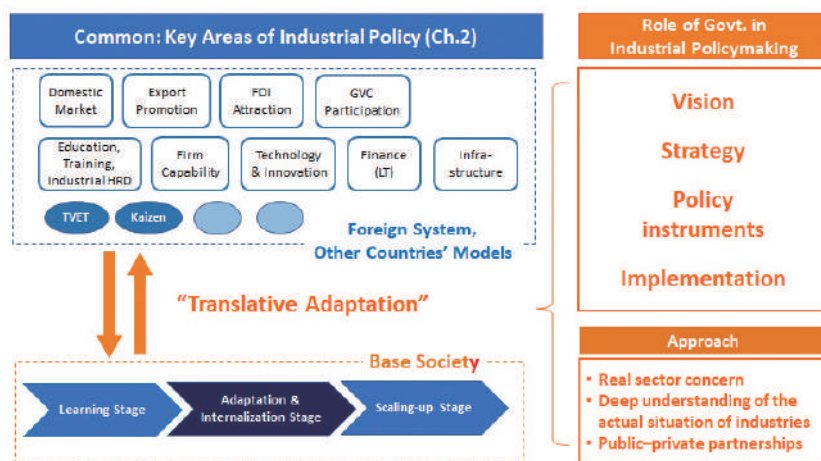 Common: Key Areas of Industrial Policy (Ch.2)
Domestic
Market
Export
Promotion
FDI
Attraction
GVC
Participation
Education,
Training,
Industrial HRD
Firm
Capability
Technology
& Innovation
Finance
(LT)
Infra-
structure
TVET
Kaizen
Foreign System,
Other Countries' Models
"Translative Adaptation"
Base Society
Learning Stage
Adaptation &
Internalization Stage
Scaling-up Stage
Role of Govt. in
Industrial Policymaking
Vision
Strategy
Policy
instruments
Implementation
Approach
• Real sector concern
• Deep understanding of the
actual situation of industries
• Public–private partnerships